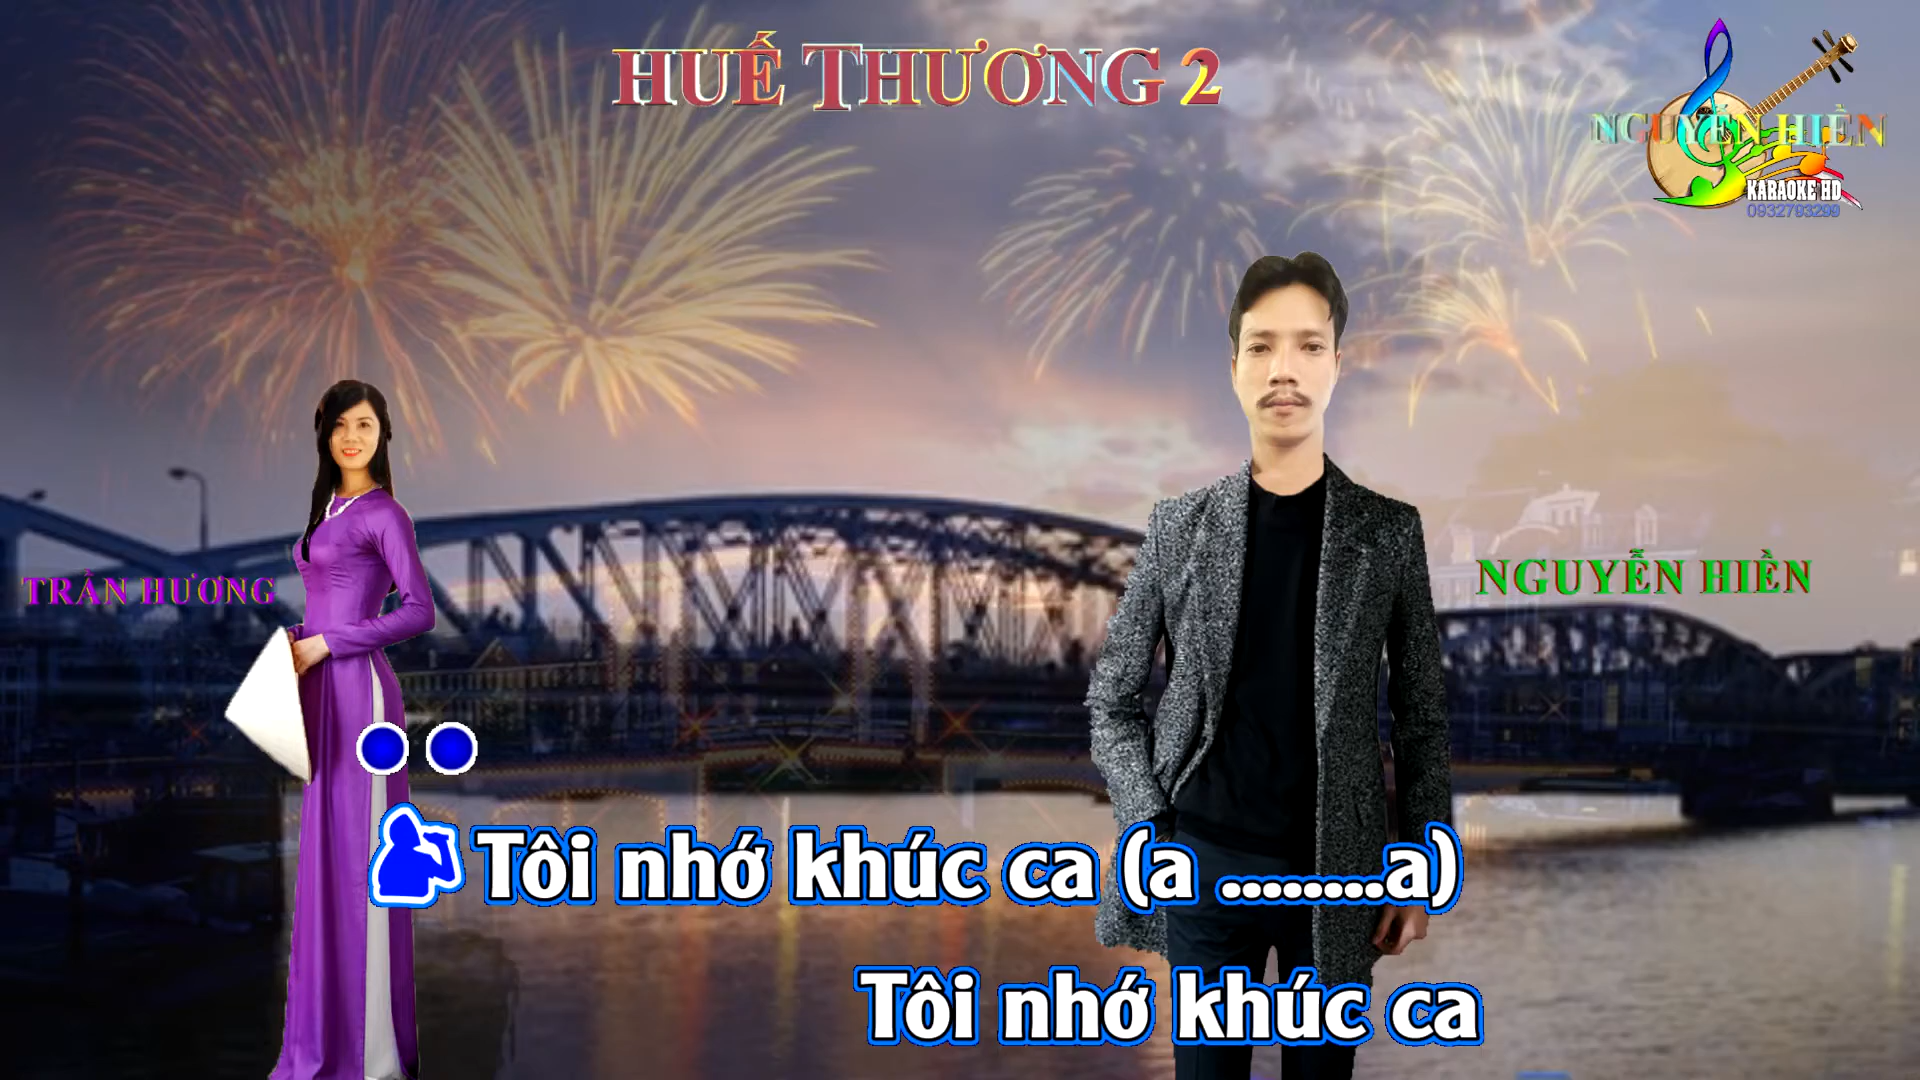 HUẾ THƯƠNG 2
NGUYỄN HIỀN
KARAOKE HD
0932793299
TRẦN HƯƠNG
NGUYỄN HIỀN
Tôi nhớ khúc ca (a ........a)
Tôi nhớ khúc ca